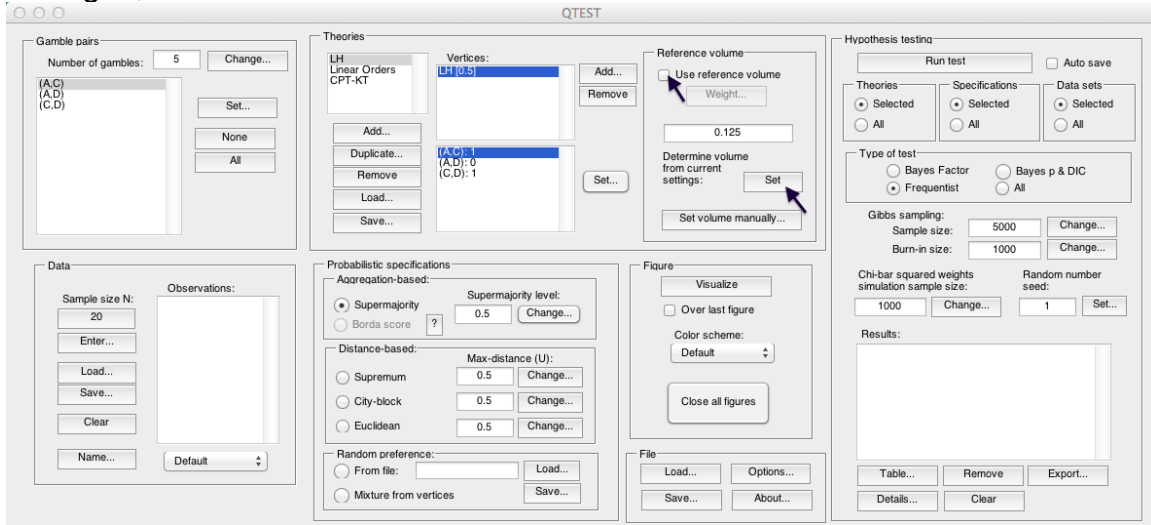 QTEST
Gamble pairs
Number of gambles: 5 Change...
(A,C)
(A,D)
(C,D)
Set...
None
All
Theories
LH
Linear Orders
CPT-KT
Add...
Duplicate...
Remove
Load...
Save...
Vertices:
LH [0.5]
Add...
Remove
(A,C): 1
(A,D): 0
(C,D): 1
Set...
Reference volume
Use reference volume
Weight...
0.125
Determine volume
from current
settings: Set
Set volume manually...
Hypothesis testing
Run test Auto save
Theories Specifications Data sets
Selected Selected Selected
All All All
Type of test
Bayes Factor Bayes p & DIC
Frequentist All
Gibbs sampling:
Sample size: 5000 Change...
Burn-in size: 1000 Change...
Chi-bar squared weights
simulation sample size:
Random number
seed:
1000 Change... 1 Set...
Results:
Table... Remove Export...
Details... Clear
Data
Sample size N:
20
Enter...
Load...
Save...
Clear
Name...
Observations:
Default
Probabilistic specifications
Aggregation-based:
Supermajority
Borda score ?
Supermajority level:
0.5 Change...
Distance-based:
Max-distance (U):
Supremum 0.5 Change...
City-block 0.5 Change...
Euclidean 0.5 Change...
Random preference:
From file: Load...
Mixture from vertices Save...
Figure
Visualize
Over last figure
Color scheme:
Default
Close all figures
File
Load... Options...
Save... About...